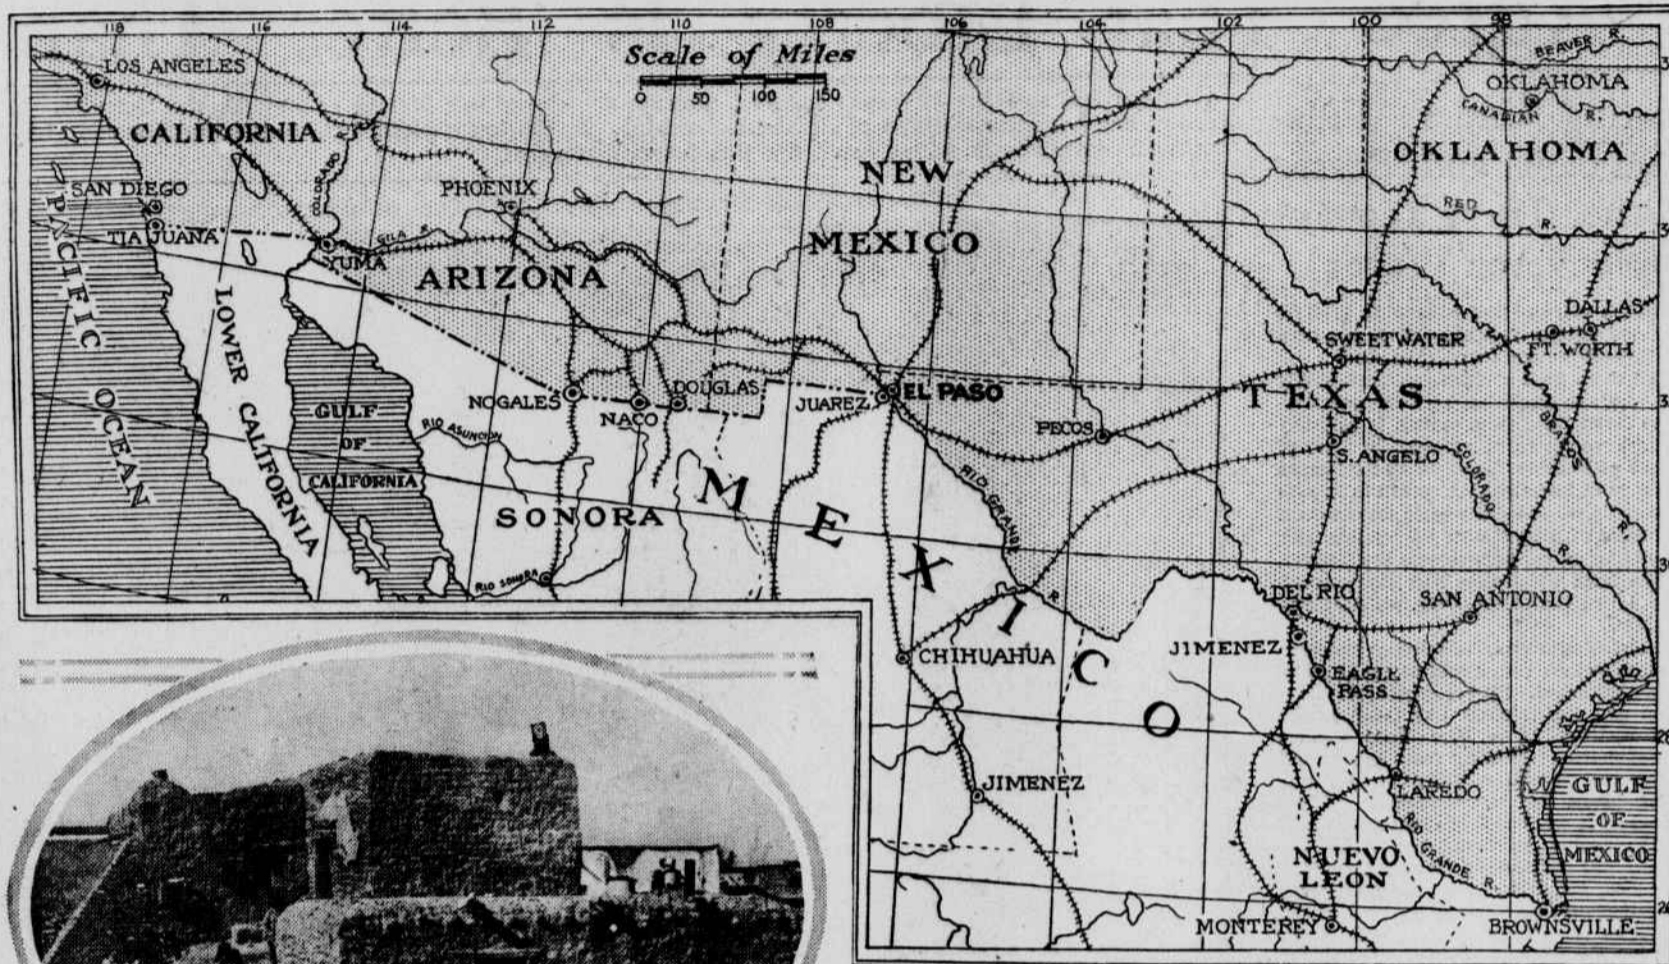 118 116 114 112 110 108 106 104 102 100 98
Scale of Miles
0 50 100 150
LOS ANGELES
BEAVER R.
OKLAHOMA
CANADIAN R.
CALIFORNIA
OKLAHOMA
COLORADO R.
NEW
MEXICO
SAN DIEGO
PHOENIX
RED R.
TIA JUANA
GILA R.
YUMA
ARIZONA
PACIFIC
OCEAN
LOWER CALIFORNIA
DALLAS
SWEETWATER
FT. WORTH
NOGALES
NACO
DOUGLAS
JUAREZ
EL PASO
TEXAS
GULF
OF
CALIFORNIA
RIO ASUNCION
PECOS
S. ANGELO
BRAZOS R.
COLORADO R.
RIO GRANDE R.
SONORA
MEXICO
RIO SONORA
DEL RIO
SAN ANTONIO
CHIHUAHUA
JIMENEZ
EAGLE
PASS
JIMENEZ
LAREDO
GULF
OF
MEXICO
RIO GRANDE R.
NUEVO
LEON
MONTEREY
BROWNSVILLE